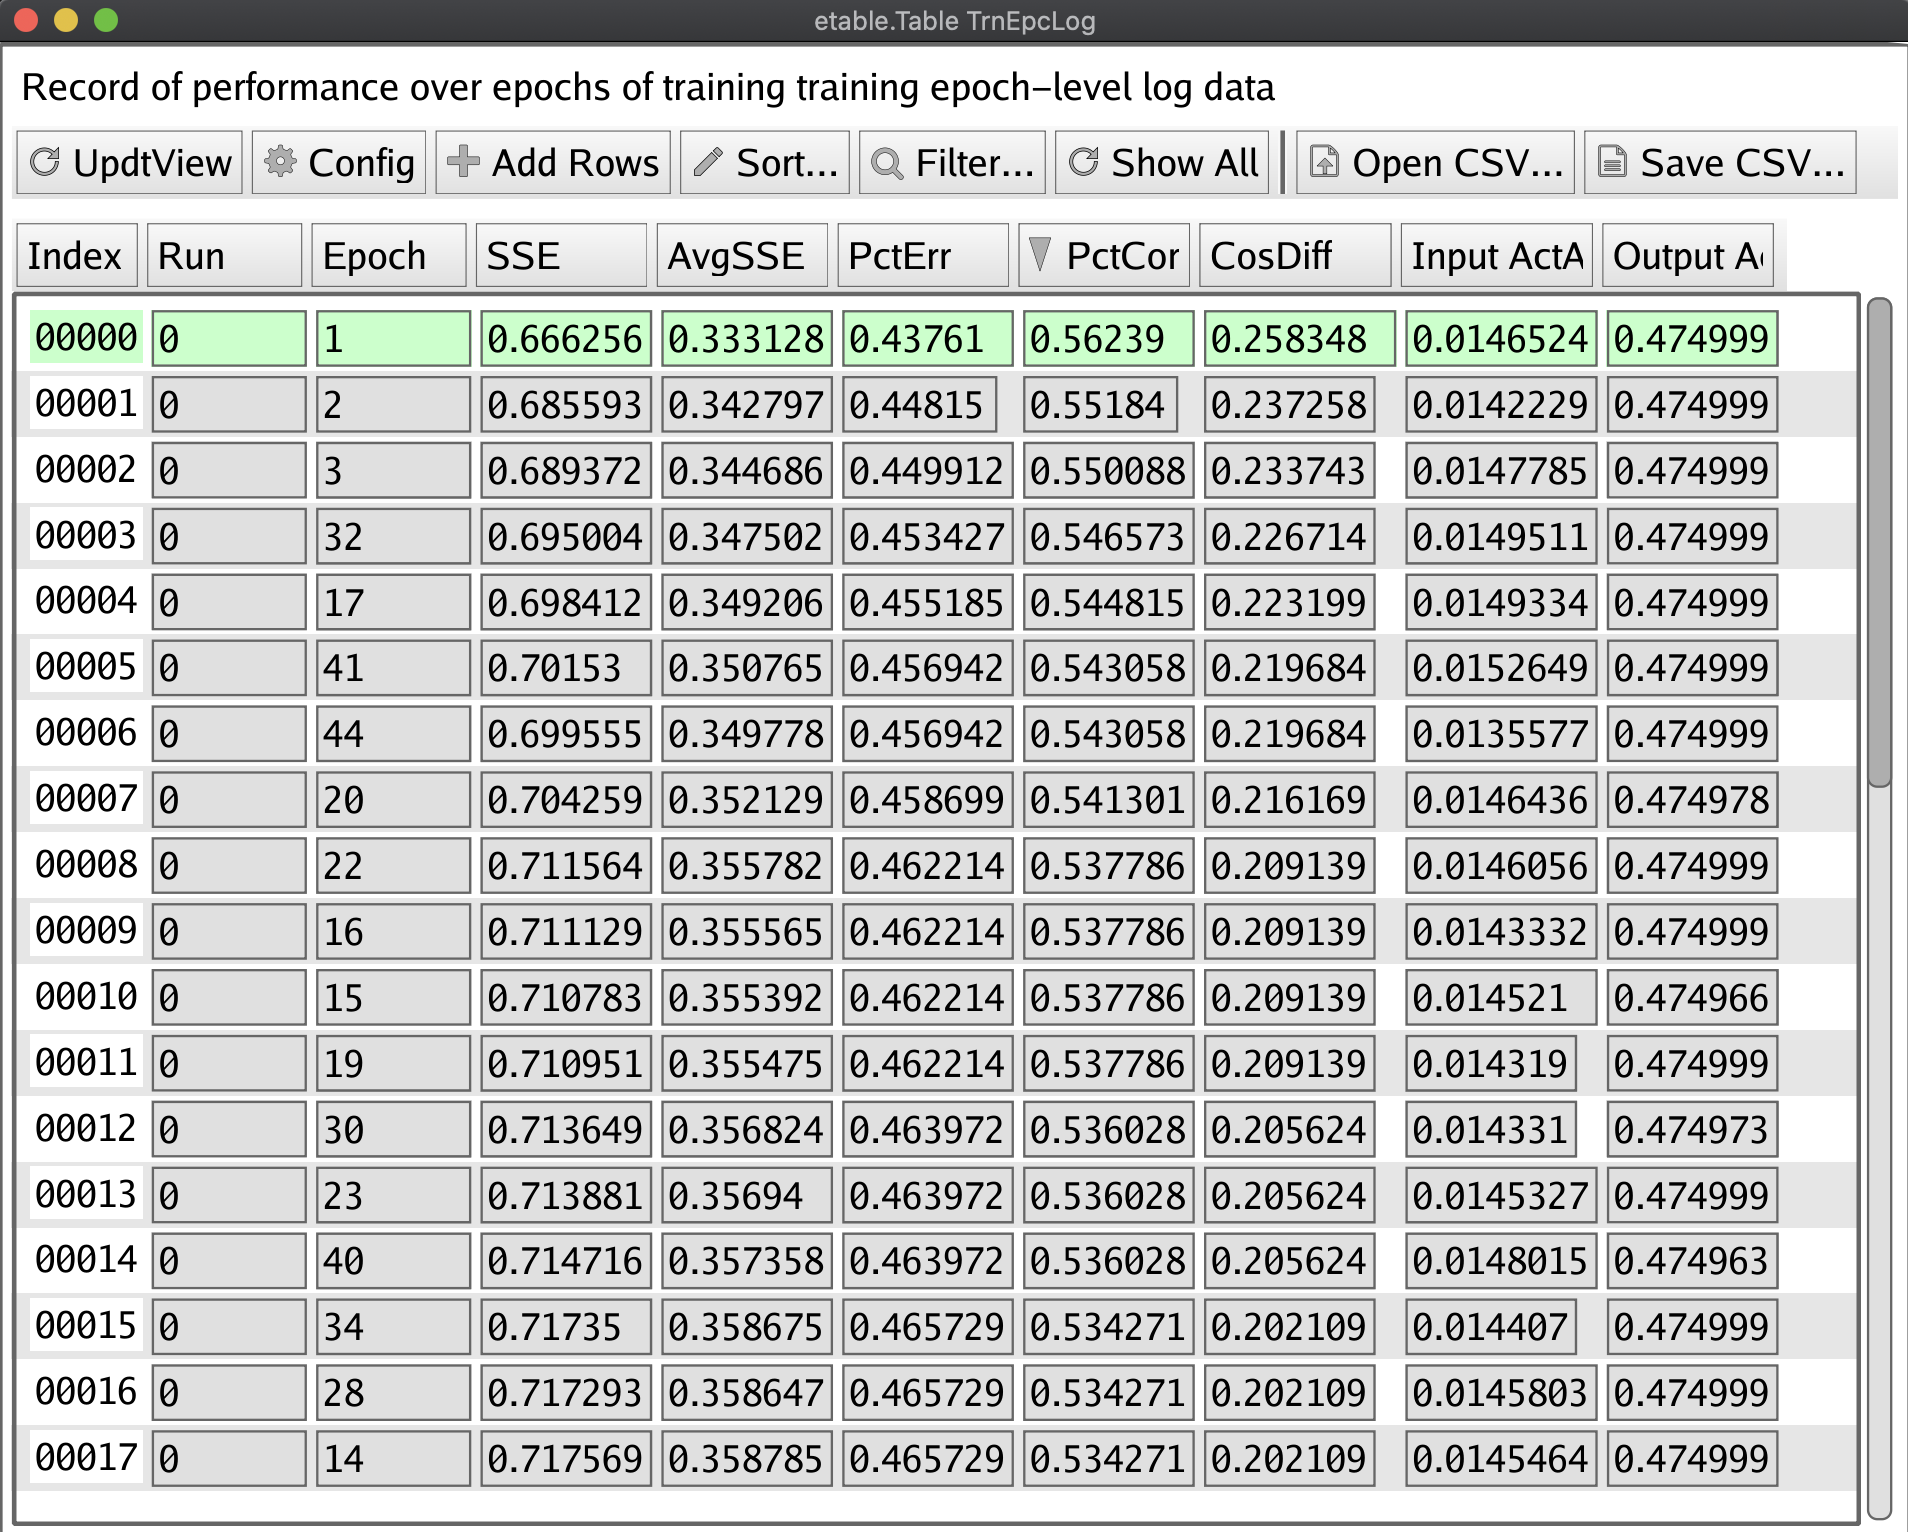 etable.Table TrnEpcLog
Record of performance over epochs of training training epoch-level log data
UpdtView Config Add Rows Sort... Filter... Show All Open CSV... Save CSV...
Index Run Epoch SSE AvgSSE PctErr PctCor CosDiff Input ActA Output A
00000 0 1 0.666256 0.333128 0.43761 0.56239 0.258348 0.0146524 0.474999
00001 0 2 0.685593 0.342797 0.44815 0.55184 0.237258 0.0142229 0.474999
00002 0 3 0.689372 0.344686 0.449912 0.550088 0.233743 0.0147785 0.474999
00003 0 32 0.695004 0.347502 0.453427 0.546573 0.226714 0.0149511 0.474999
00004 0 17 0.698412 0.349206 0.455185 0.544815 0.223199 0.0149334 0.474999
00005 0 41 0.70153 0.350765 0.456942 0.543058 0.219684 0.0152649 0.474999
00006 0 44 0.699555 0.349778 0.456942 0.543058 0.219684 0.0135577 0.474999
00007 0 20 0.704259 0.352129 0.458699 0.541301 0.216169 0.0146436 0.474978
00008 0 22 0.711564 0.355782 0.462214 0.537786 0.209139 0.0146056 0.474999
00009 0 16 0.711129 0.355565 0.462214 0.537786 0.209139 0.0143332 0.474999
00010 0 15 0.710783 0.355392 0.462214 0.537786 0.209139 0.014521 0.474966
00011 0 19 0.710951 0.355475 0.462214 0.537786 0.209139 0.014319 0.474999
00012 0 30 0.713649 0.356824 0.463972 0.536028 0.205624 0.014331 0.474973
00013 0 23 0.713881 0.35694 0.463972 0.536028 0.205624 0.0145327 0.474999
00014 0 40 0.714716 0.357358 0.463972 0.536028 0.205624 0.0148015 0.474963
00015 0 34 0.71735 0.358675 0.465729 0.534271 0.202109 0.014407 0.474999
00016 0 28 0.717293 0.358647 0.465729 0.534271 0.202109 0.0145803 0.474999
00017 0 14 0.717569 0.358785 0.465729 0.534271 0.202109 0.0145464 0.474999